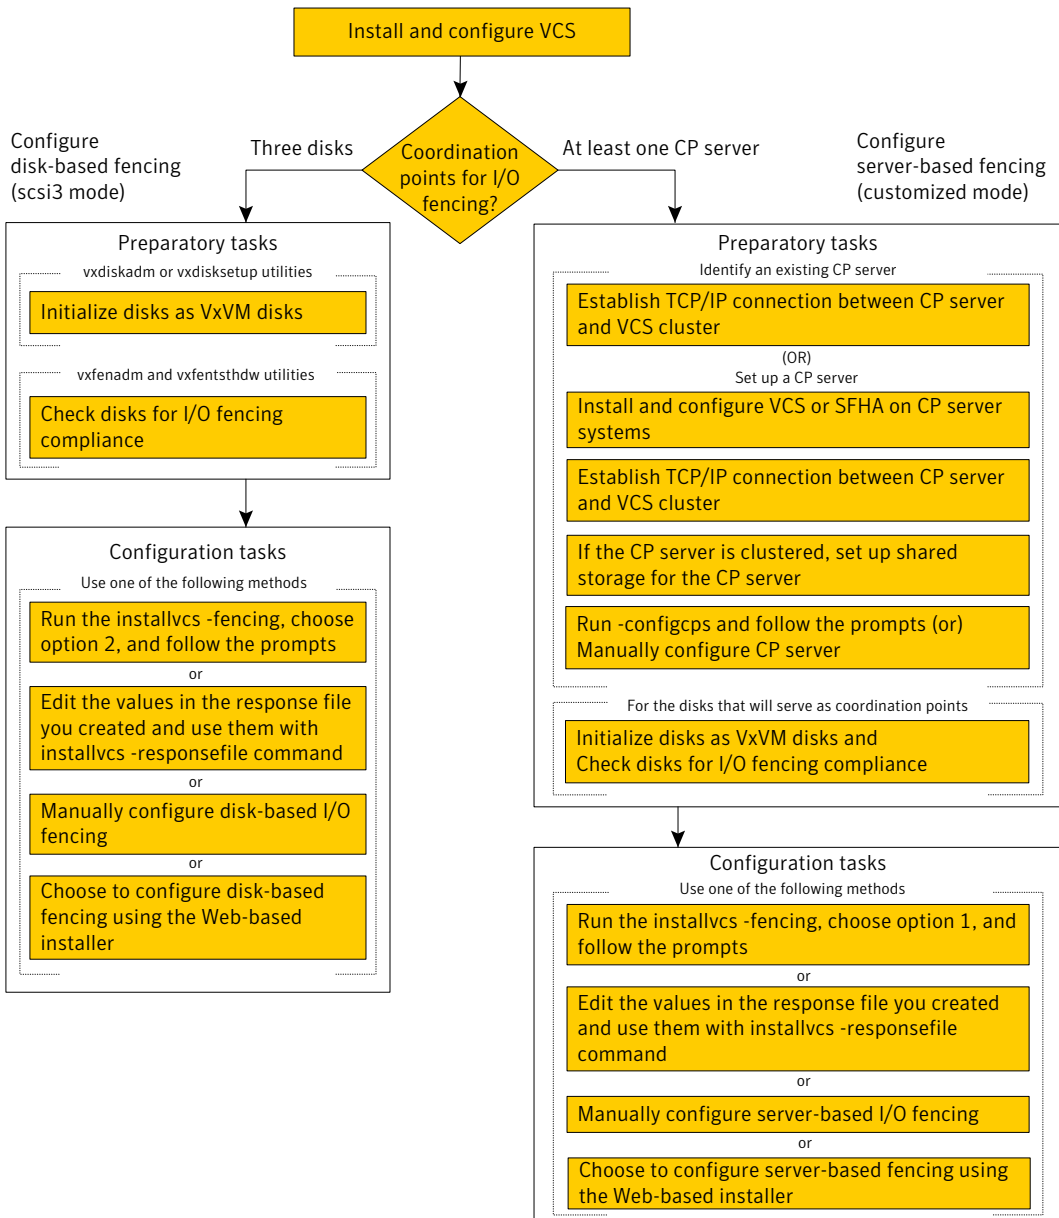 Install and configure VCS
Coordination
points for I/O
fencing?
Three disks
At least one CP server
Configure
disk-based fencing
(scsi3 mode)
Preparatory tasks
vxdiskadm or vxdisksetup utilities
Initialize disks as VxVM disks
vxfenadm and vxfentsthdw utilities
Check disks for I/O fencing
compliance
Configuration tasks
Use one of the following methods
Run the installvcs -fencing, choose
option 2, and follow the prompts
or
Edit the values in the response file
you created and use them with
installvcs -responsefile command
or
Manually configure disk-based I/O
fencing
or
Choose to configure disk-based
fencing using the Web-based
installer
Configure
server-based fencing
(customized mode)
Preparatory tasks
Identify an existing CP server
Establish TCP/IP connection between CP server
and VCS cluster
(OR)
Set up a CP server
Install and configure VCS or SFHA on CP server
systems
Establish TCP/IP connection between CP server
and VCS cluster
If the CP server is clustered, set up shared
storage for the CP server
Run -configcps and follow the prompts (or)
Manually configure CP server
For the disks that will serve as coordination points
Initialize disks as VxVM disks and
Check disks for I/O fencing compliance
Configuration tasks
Use one of the following methods
Run the installvcs -fencing, choose option 1, and
follow the prompts
or
Edit the values in the response file you created
and use them with installvcs -responsefile
command
or
Manually configure server-based I/O fencing
or
Choose to configure server-based fencing using
the Web-based installer